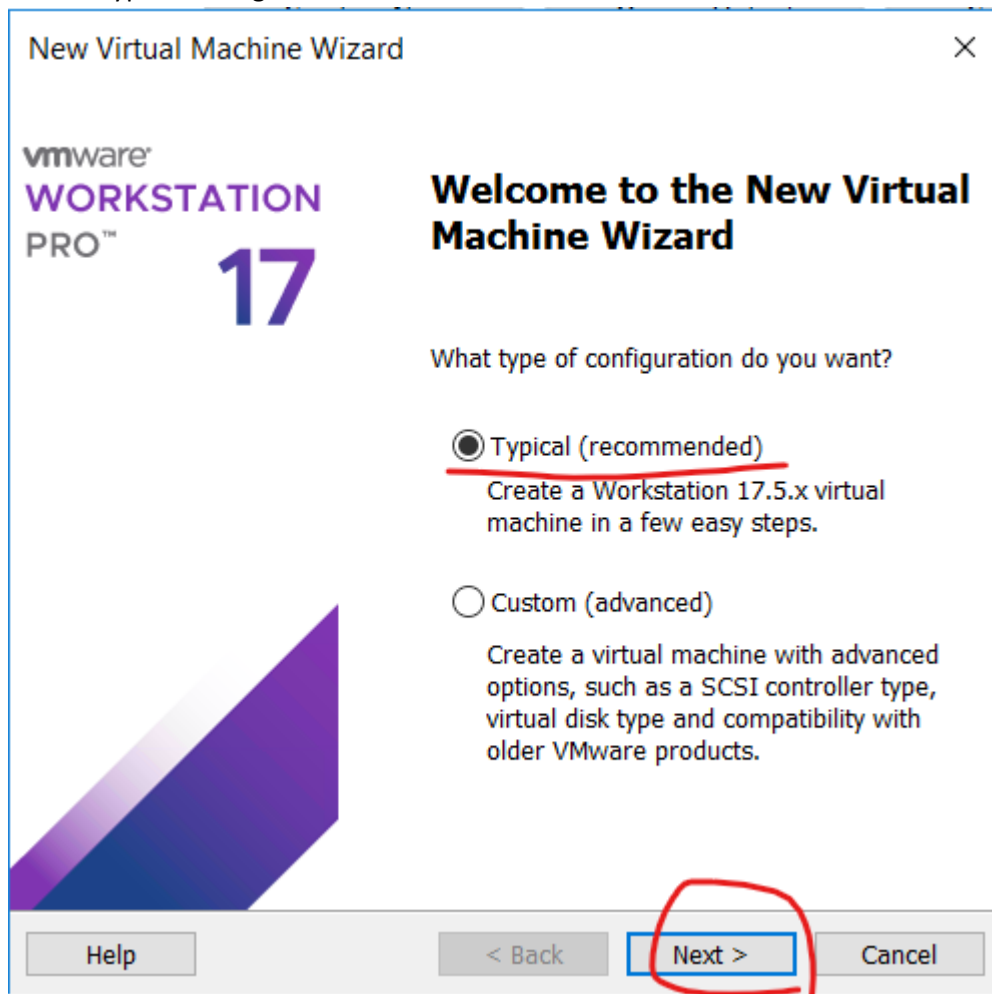 New Virtual Machine Wizard
vmware
WORKSTATION
PRO™
17
Welcome to the New Virtual
Machine Wizard
What type of configuration do you want?
Typical (recommended)
Create a Workstation 17.5.x virtual
machine in a few easy steps.
Custom (advanced)
Create a virtual machine with advanced
options, such as a SCSI controller type,
virtual disk type and compatibility with
older VMware products.
Help
< Back
Next >
Cancel